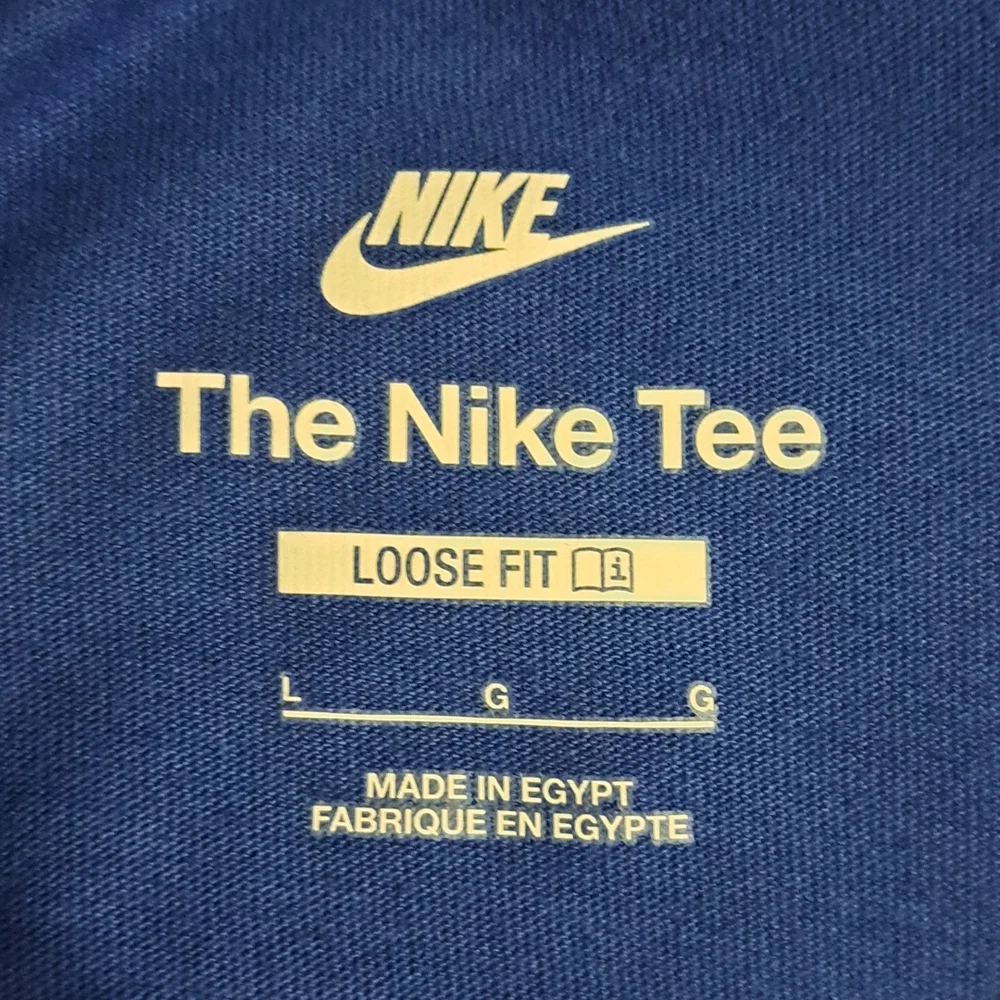 NIKE
The Nike Tee
LOOSE FIT i
L G G
MADE IN EGYPT
FABRIQUE EN EGYPTE